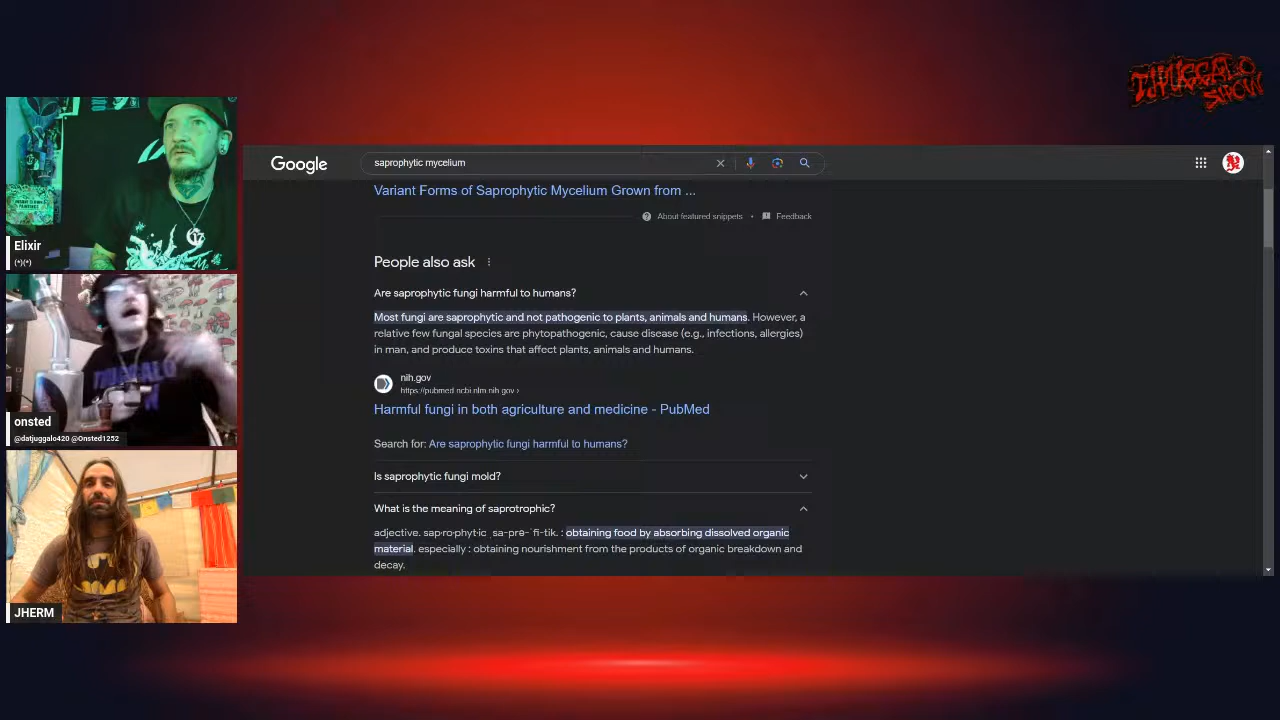 THUGGALO
SHOW
Elixir
(*)(*)
onsted
@datjuggalo420 @Onsted1252
JHERM
Google
saprophytic mycelium
Variant Forms of Saprophytic Mycelium Grown from ...
About featured snippets • Feedback
People also ask
Are saprophytic fungi harmful to humans?
Most fungi are saprophytic and not pathogenic to plants, animals and humans. However, a
relative few fungal species are phytopathogenic, cause disease (e.g., infections, allergies)
in man, and produce toxins that affect plants, animals and humans.
nih.gov
https://pubmed.ncbi.nlm.nih.gov ›
Harmful fungi in both agriculture and medicine - PubMed
Search for: Are saprophytic fungi harmful to humans?
Is saprophytic fungi mold?
What is the meaning of saprotrophic?
adjective. sap·ro·phyt·ic ˌsa-prə-ˈfi-tik. : obtaining food by absorbing dissolved organic
material. especially : obtaining nourishment from the products of organic breakdown and
decay.